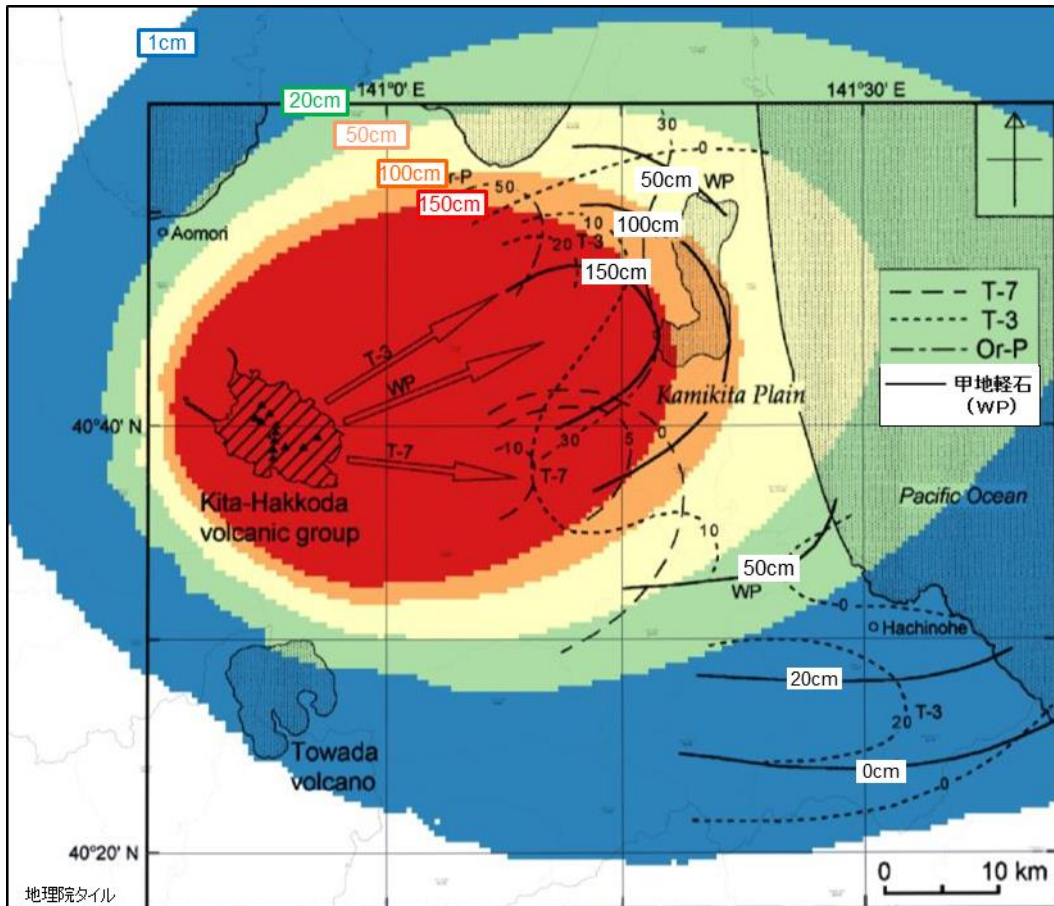 1cm
141°0' E
141°30' E
20cm
50cm
30
0
100cm
Or-P
50
50cm
WP
150cm
10
100cm
Aomori
20
T-3
150cm
T-7
T-3
Or-P
甲地軽石
(WP)
T-3
WP
0
Kamikita Plain
40°40' N
T-7
10
30
5
0
T-7
Kita-Hakkoda
volcanic group
Pacific Ocean
10
50cm
WP
0
Hachinohe
20cm
T-3
20
Towada
volcano
0cm
0
40°20' N
0
10 km
地理院タイル